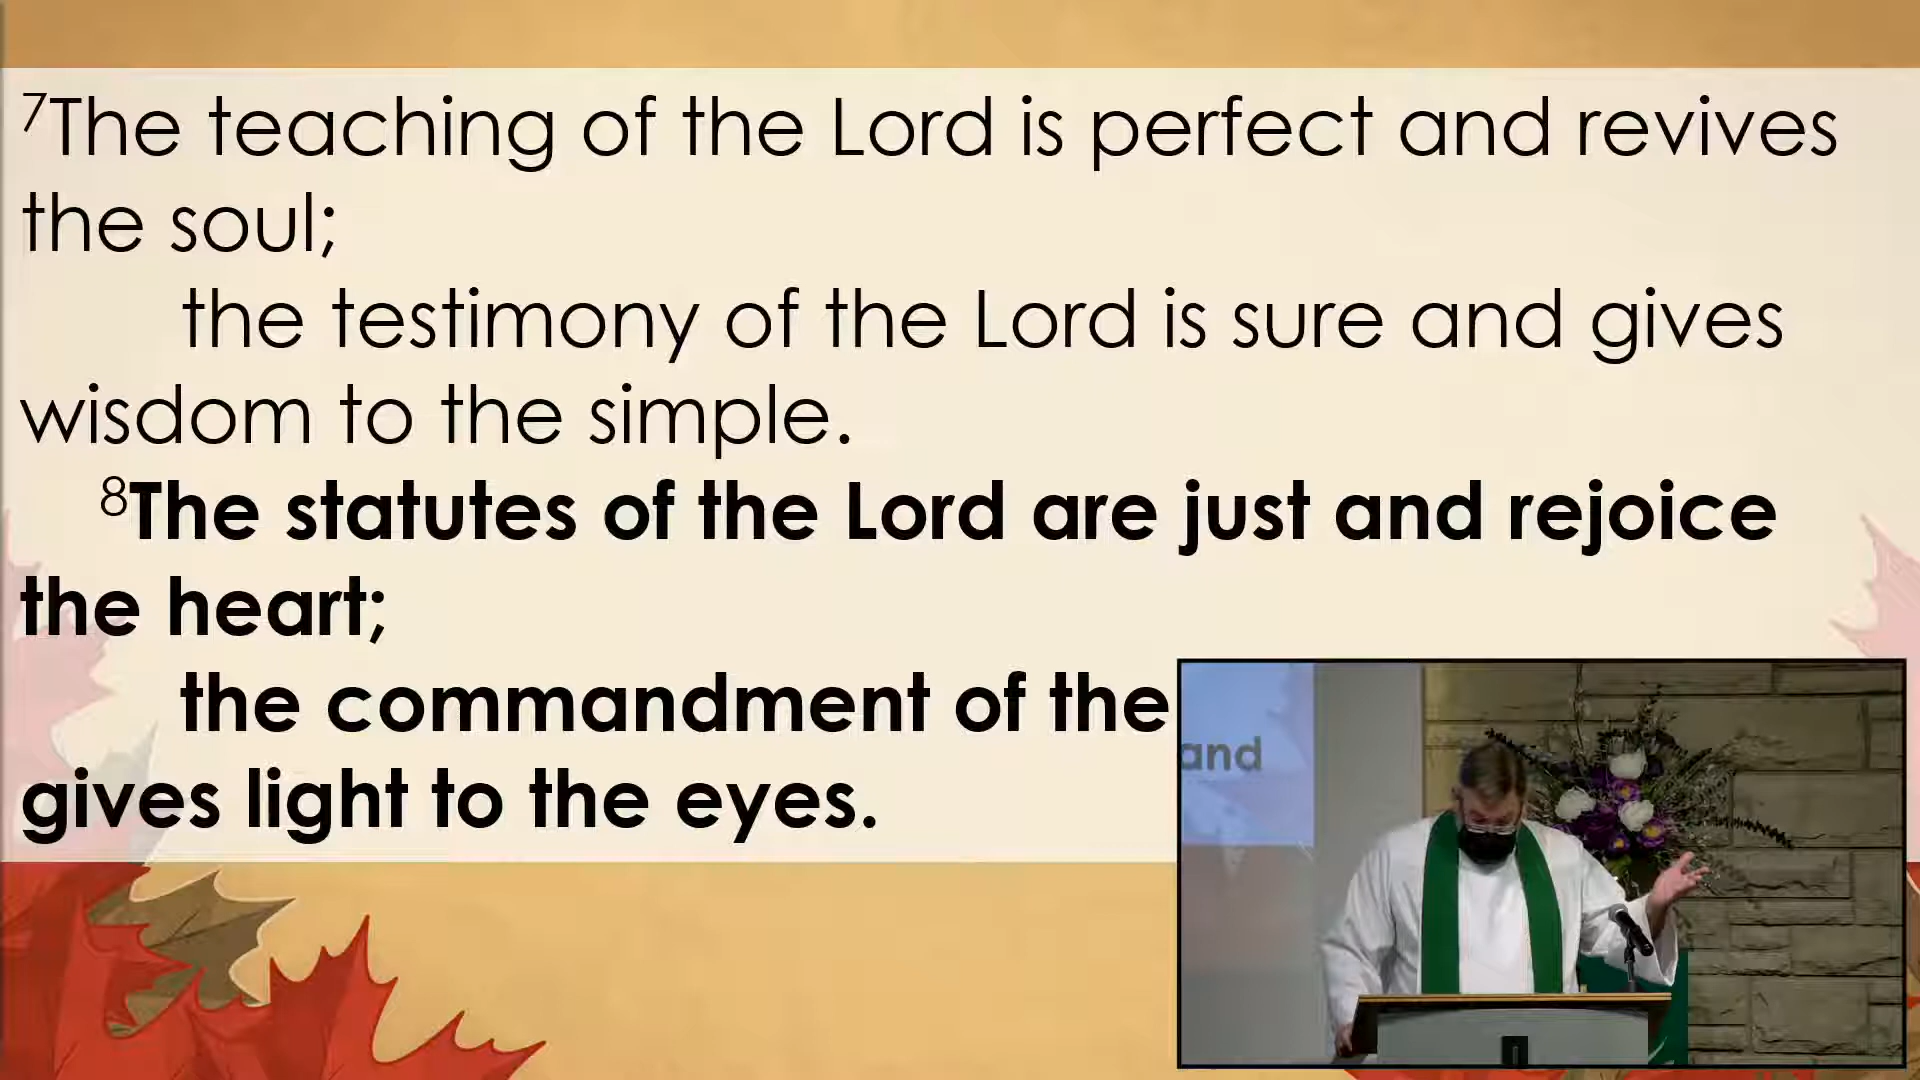 7The teaching of the Lord is perfect and revives
the soul;
the testimony of the Lord is sure and gives
wisdom to the simple.
8The statutes of the Lord are just and rejoice
the heart;
the commandment of the
gives light to the eyes.
and